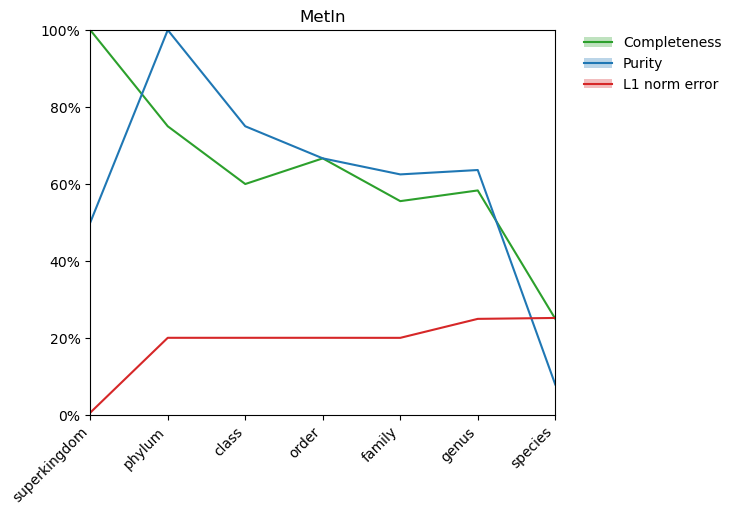 MetIn
100%
80%
60%
40%
20%
0%
superkingdom
phylum
class
order
family
genus
species
Completeness
Purity
L1 norm error